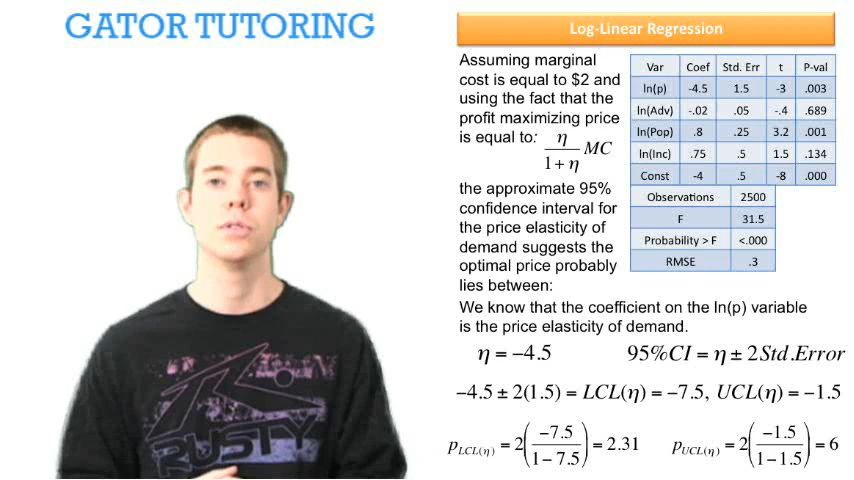 GATOR TUTORING
Log-Linear Regression
Assuming marginal
cost is equal to $2 and
using the fact that the
profit maximizing price
is equal to: η/(1+η) MC
the approximate 95%
confidence interval for
the price elasticity of
demand suggests the
optimal price probably
lies between:
Var Coef Std. Err t P-val
ln(p) -4.5 1.5 -3 .003
ln(Adv) -.02 .05 -.4 .689
ln(Pop) .8 .25 3.2 .001
ln(Inc) .75 .5 1.5 .134
Const -4 .5 -8 .000
Observations 2500
F 31.5
Probability > F <.000
RMSE .3
We know that the coefficient on the ln(p) variable
is the price elasticity of demand.
η = −4.5 95%CI = η ± 2Std.Error
−4.5 ± 2(1.5) = LCL(η) = −7.5, UCL(η) = −1.5
p_LCL(η) = 2(−7.5/(1−7.5)) = 2.31 p_UCL(η) = 2(−1.5/(1−1.5)) = 6
RUSTY